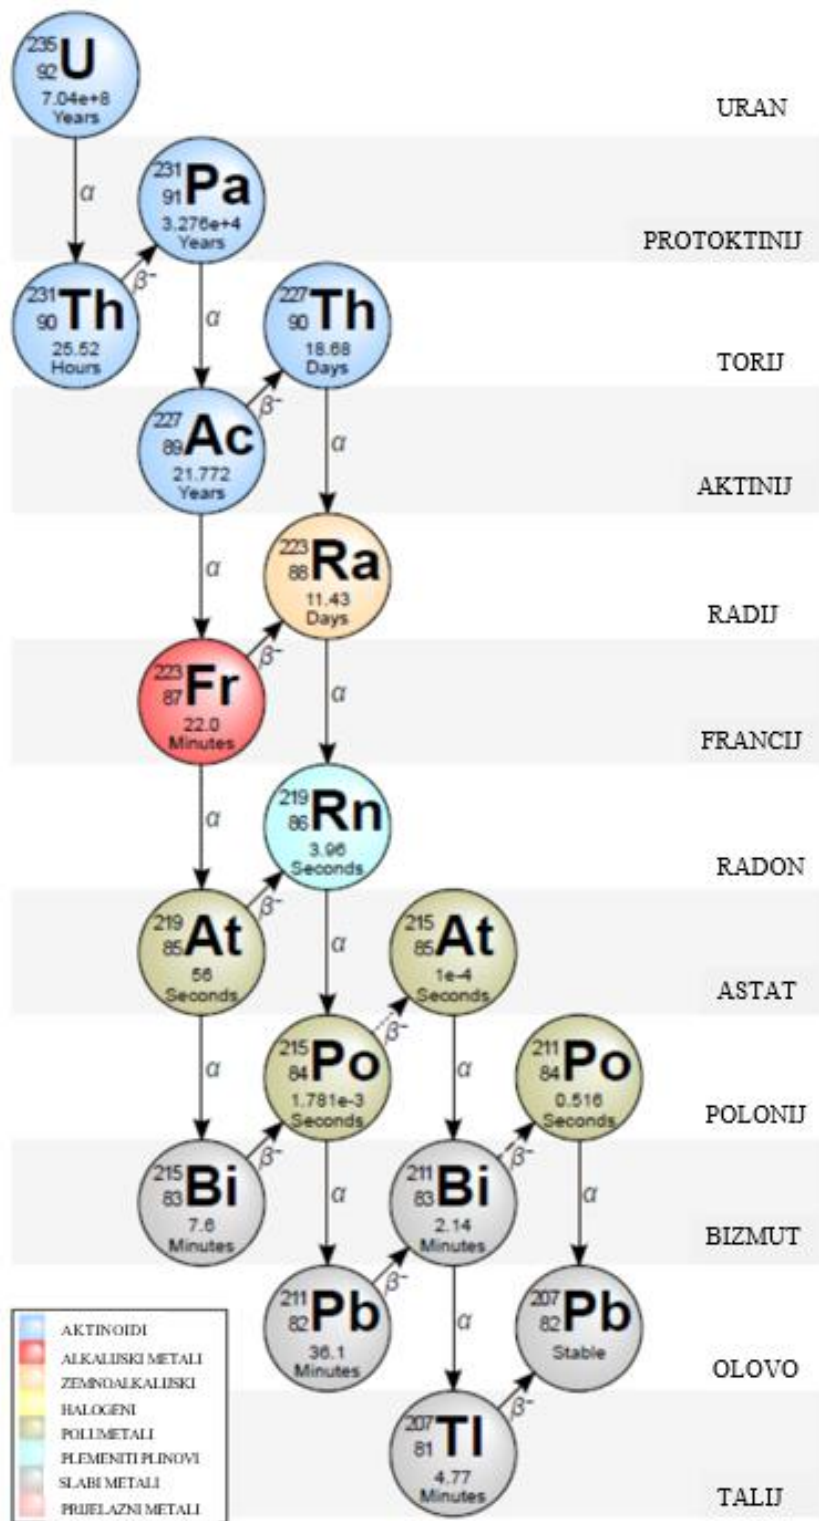 235
92 U
7.04e+8
Years
URAN
α
231
91 Pa
3.276e+4
Years
PROTOKTINIJ
β⁻
231
90 Th
25.52
Hours
α
227
90 Th
18.68
Days
TORIJ
β⁻
227
89 Ac
21.772
Years
α
AKTINIJ
α
223
88 Ra
11.43
Days
RADIJ
β⁻
223
87 Fr
22.0
Minutes
α
FRANCIJ
α
219
86 Rn
3.96
Seconds
RADON
β⁻
219
85 At
56
Seconds
α
215
85 At
1e-4
Seconds
ASTAT
β⁻
α
215
84 Po
1.781e-3
Seconds
α
211
84 Po
0.516
Seconds
POLONIJ
β⁻
β⁻
215
83 Bi
7.6
Minutes
α
211
83 Bi
2.14
Minutes
α
BIZMUT
β⁻
211
82 Pb
36.1
Minutes
α
207
82 Pb
Stable
OLOVO
β⁻
207
81 Tl
4.77
Minutes
TALIJ
AKTINOIDI
ALKALIJSKI METALI
ZEMNOALKALIJSKI
HALOGENI
POLUMETALI
PLEMENITI PLINOVI
SLABI METALI
PRIJELAZNI METALI